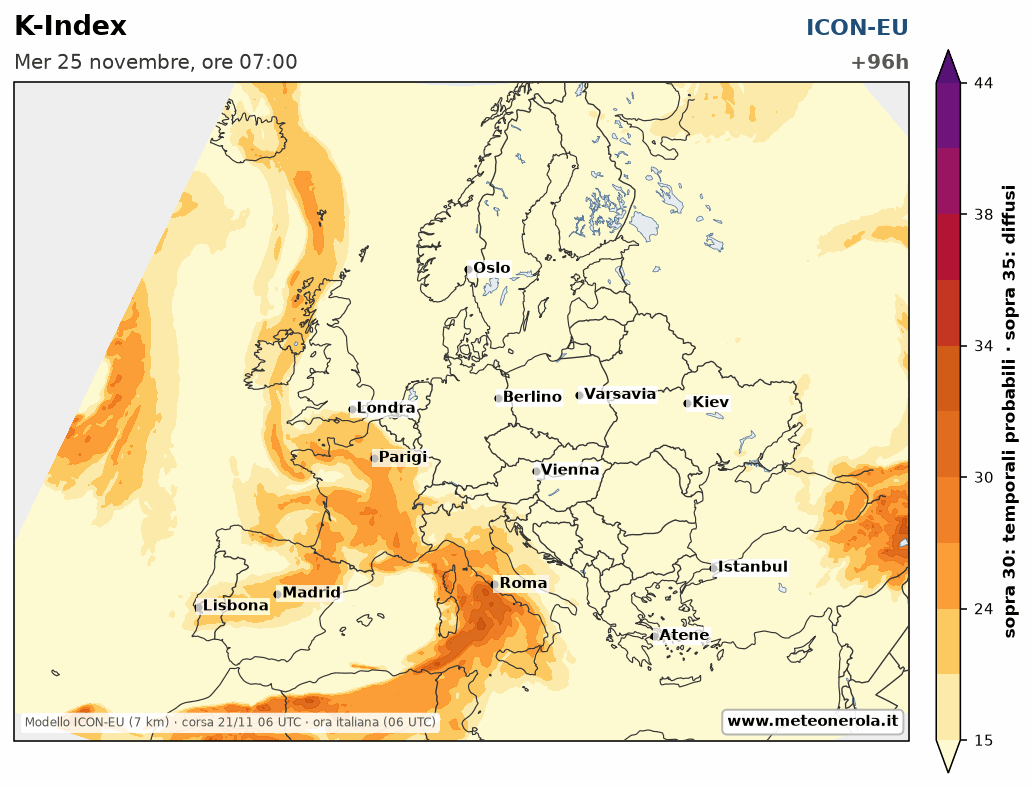 K-Index
ICON-EU
Mer 25 novembre, ore 07:00
+96h
44
38
34
30
24
15
sopra 30: temporali probabili · sopra 35: diffusi
Oslo
Londra
Berlino
Varsavia
Kiev
Parigi
Vienna
Istanbul
Roma
Madrid
Lisbona
Atene
Modello ICON-EU (7 km) · corsa 21/11 06 UTC · ora italiana (06 UTC)
www.meteonerola.it